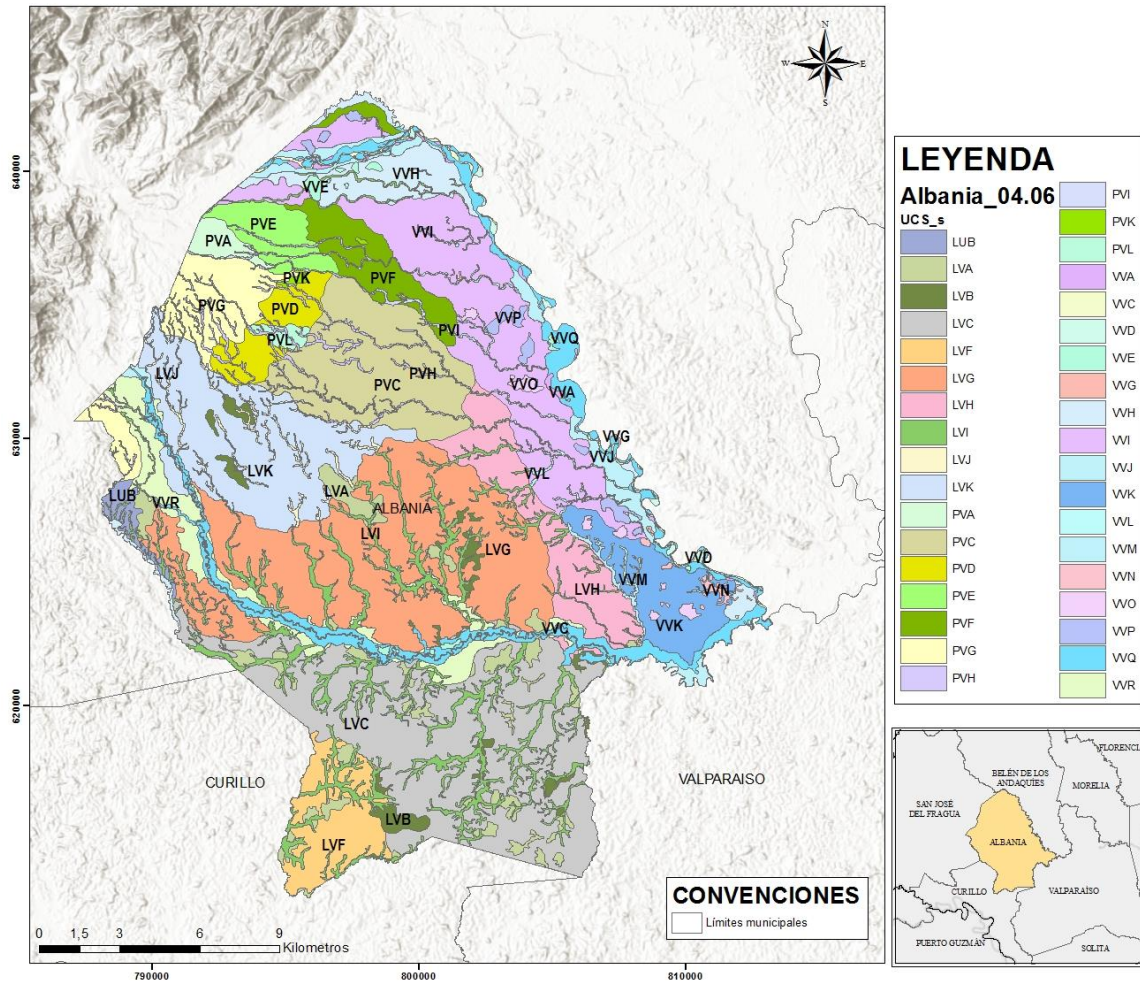 N
W
E
S
640000
630000
620000
790000
800000
810000
VVH
VVE
PVE
VVI
PVA
PVF
PVK
PVG
PVD
PVI
VVP
PVL
VVQ
LVJ
PVH
PVC
VVO
VVA
VVG
VVJ
LVK
VVL
LVA
LUB
VVR
ALBANIA
LVI
LVG
VVD
LVH
VVM
VVN
VVC
VVK
LVC
CURILLO
VALPARAISO
LVB
LVF
CONVENCIONES
Límites municipales
0 1,5 3 6 9
Kilometros
LEYENDA
Albania_04.06
UCS_s
LUB
LVA
LVB
LVC
LVF
LVG
LVH
LVI
LVJ
LVK
PVA
PVC
PVD
PVE
PVF
PVG
PVH
PVI
PVK
PVL
VVA
VVC
VVD
VVE
VVG
VVH
VVI
VVJ
VVK
VVL
VVM
VVN
VVO
VVP
VVQ
VVR
FLORENCI
BELÉN DE LOS
ANDAQUÍES
MORELIA
SAN JOSÉ
DEL FRAGUA
ALBANIA
CURILLO
VALPARAÍSO
PUERTO GUZMÁN
SOLITA